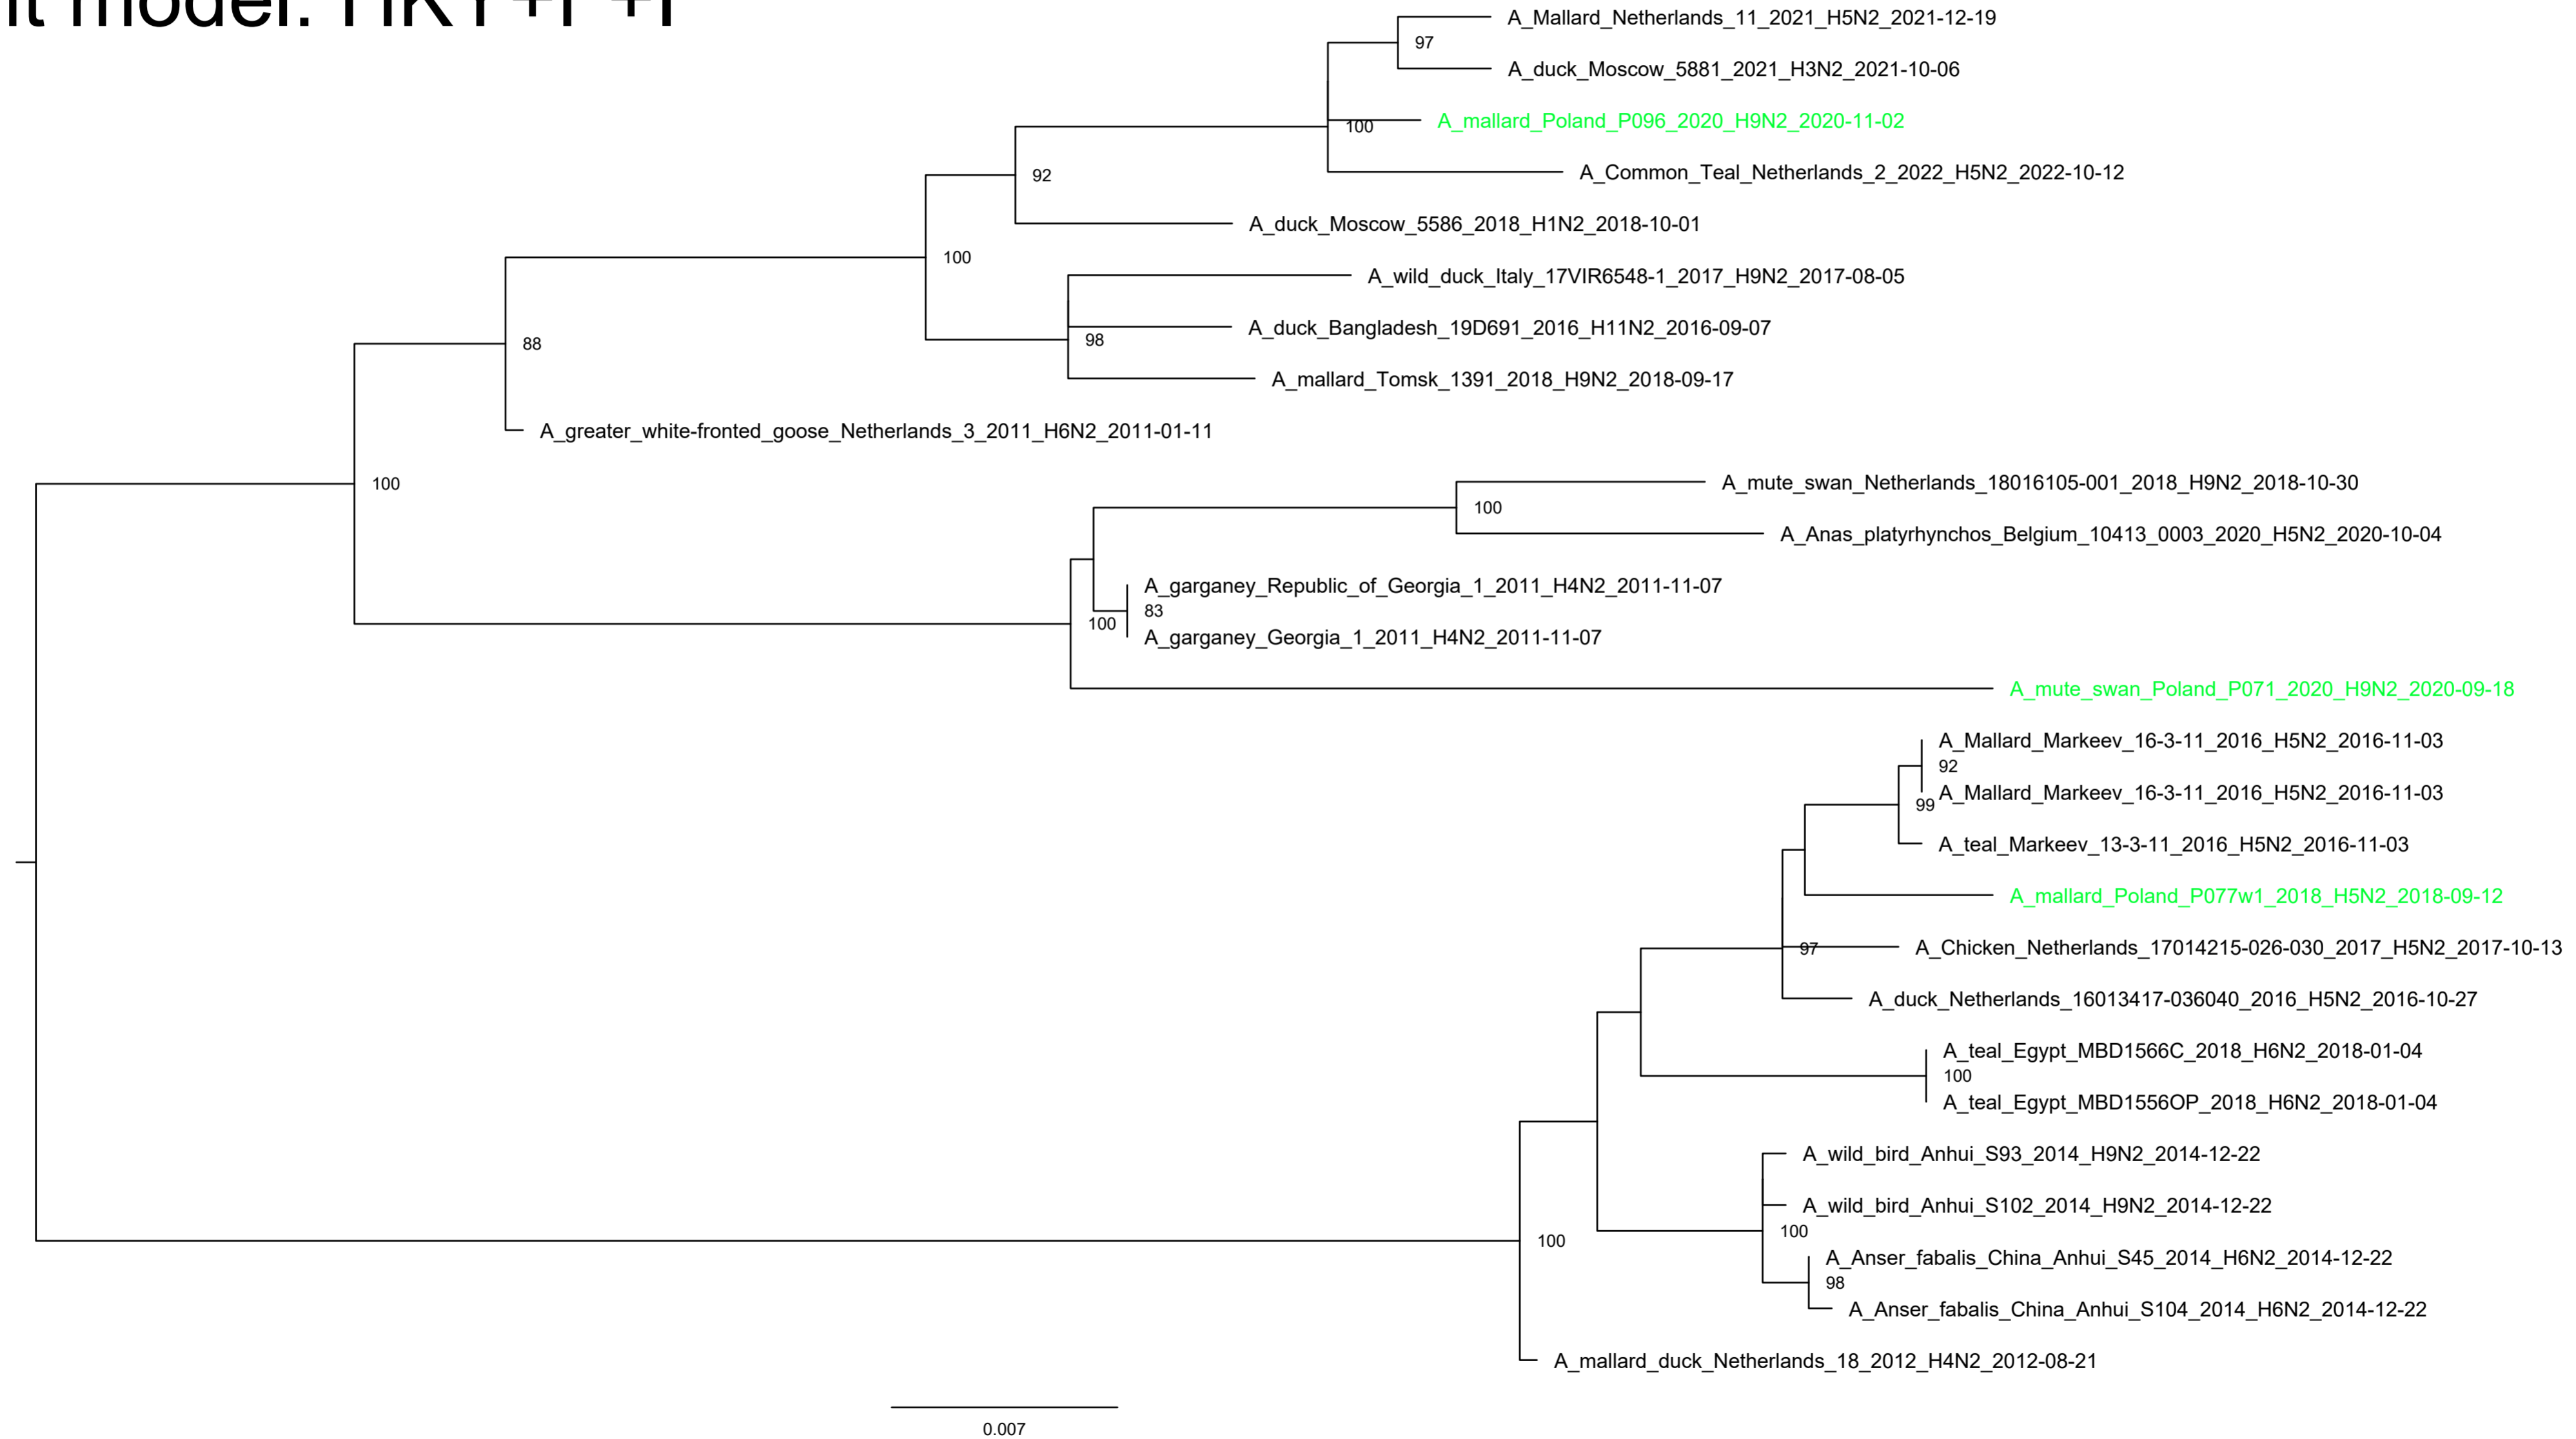 model:
A_Mallard_Netherlands_11_2021_H5N2_2021-12-19
97
A_duck_Moscow_5881_2021_H3N2_2021-10-06
A_mallard_Poland_P096_2020_H9N2_2020-11-02
100
A_Common_Teal_Netherlands_2_2022_H5N2_2022-10-12
92
A_duck_Moscow_5586_2018_H1N2_2018-10-01
100
A_wild_duck_Italy_17VIR6548-1_2017_H9N2_2017-08-05
A_duck_Bangladesh_19D691_2016_H11N2_2016-09-07
98
88
A_mallard_Tomsk_1391_2018_H9N2_2018-09-17
A_greater_white-fronted_goose_Netherlands_3_2011_H6N2_2011-01-11
100
A_mute_swan_Netherlands_18016105-001_2018_H9N2_2018-10-30
100
A_Anas_platyrhynchos_Belgium_10413_0003_2020_H5N2_2020-10-04
A_garganey_Republic_of_Georgia_1_2011_H4N2_2011-11-07
83
100
A_garganey_Georgia_1_2011_H4N2_2011-11-07
A_mute_swan_Poland_P071_2020_H9N2_2020-09-18
A_Mallard_Markeev_16-3-11_2016_H5N2_2016-11-03
92
A_Mallard_Markeev_16-3-11_2016_H5N2_2016-11-03
99
A_teal_Markeev_13-3-11_2016_H5N2_2016-11-03
A_mallard_Poland_P077w1_2018_H5N2_2018-09-12
A_Chicken_Netherlands_17014215-026-030_2017_H5N2_2017-10-13
97
A_duck_Netherlands_16013417-036040_2016_H5N2_2016-10-27
A_teal_Egypt_MBD1566C_2018_H6N2_2018-01-04
100
A_teal_Egypt_MBD1556OP_2018_H6N2_2018-01-04
A_wild_bird_Anhui_S93_2014_H9N2_2014-12-22
A_wild_bird_Anhui_S102_2014_H9N2_2014-12-22
100
100
A_Anser_fabalis_China_Anhui_S45_2014_H6N2_2014-12-22
98
A_Anser_fabalis_China_Anhui_S104_2014_H6N2_2014-12-22
A_mallard_duck_Netherlands_18_2012_H4N2_2012-08-21
0.007